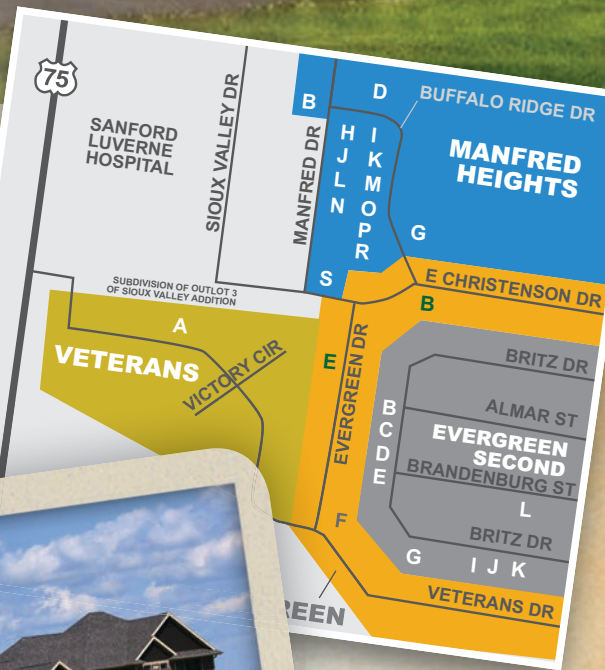 75
SANFORD
LUVERNE
HOSPITAL
SIOUX VALLEY DR
B
MANFRED DR
D
BUFFALO RIDGE DR
MANFRED
HEIGHTS
H I
J K
L M
N O
P
R
G
S
E CHRISTENSON DR
SUBDIVISION OF OUTLOT 3
OF SIOUX VALLEY ADDITION
B
A
VETERANS
VICTORY CIR
E
EVERGREEN DR
BRITZ DR
ALMAR ST
B
C
D
E
EVERGREEN
SECOND
BRANDENBURG ST
L
F
BRITZ DR
G
I J K
VETERANS DR
REEN